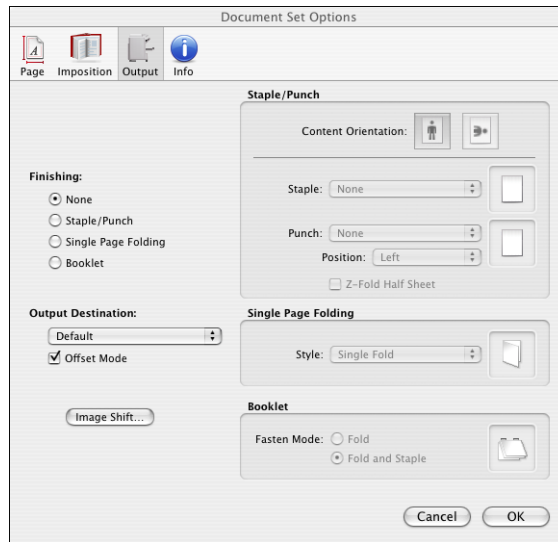 Document Set Options
Page Imposition Output Info
Finishing:
None
Staple/Punch
Single Page Folding
Booklet
Output Destination:
Default
Offset Mode
Image Shift...
Staple/Punch
Content Orientation:
Staple: None
Punch: None
Position: Left
Z-Fold Half Sheet
Single Page Folding
Style: Single Fold
Booklet
Fasten Mode: Fold
Fold and Staple
Cancel OK